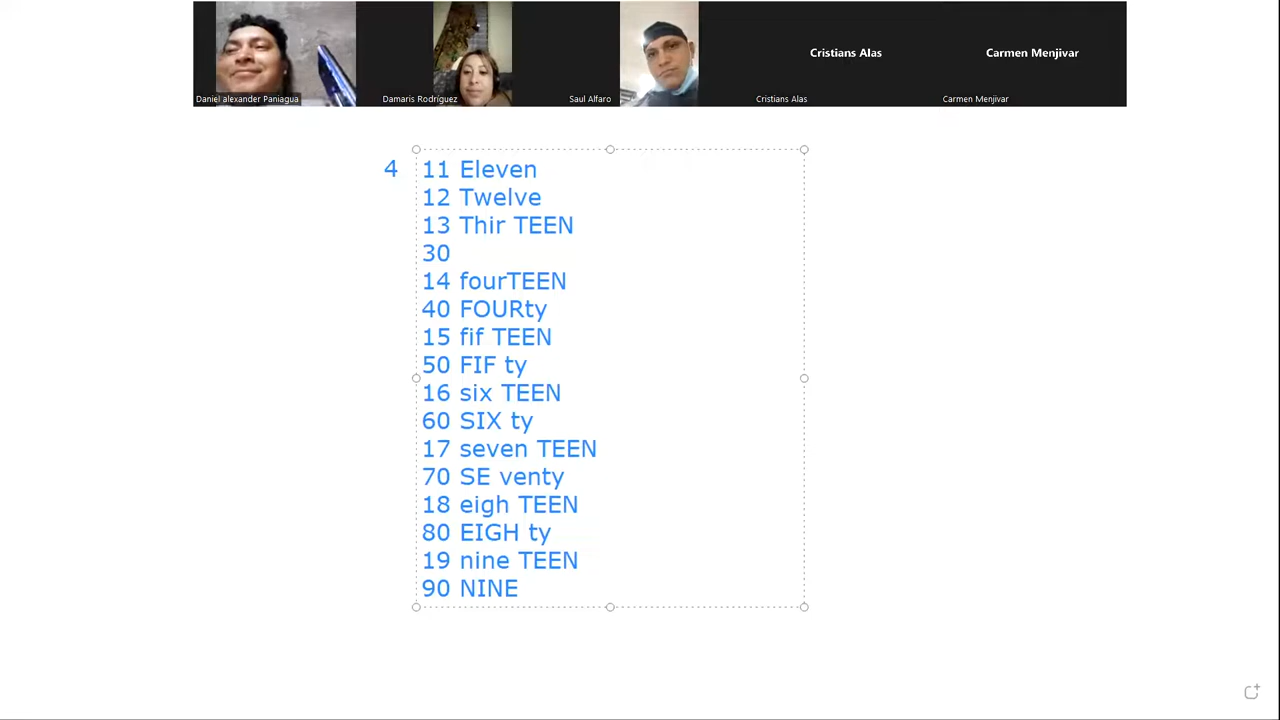 Cristians Alas
Carmen Menjivar
Daniel alexander Paniagua
Damaris Rodríguez
Saul Alfaro
Cristians Alas
Carmen Menjivar
4
11 Eleven
12 Twelve
13 Thir TEEN
30
14 fourTEEN
40 FOURty
15 fif TEEN
50 FIF ty
16 six TEEN
60 SIX ty
17 seven TEEN
70 SE venty
18 eigh TEEN
80 EIGH ty
19 nine TEEN
90 NINE